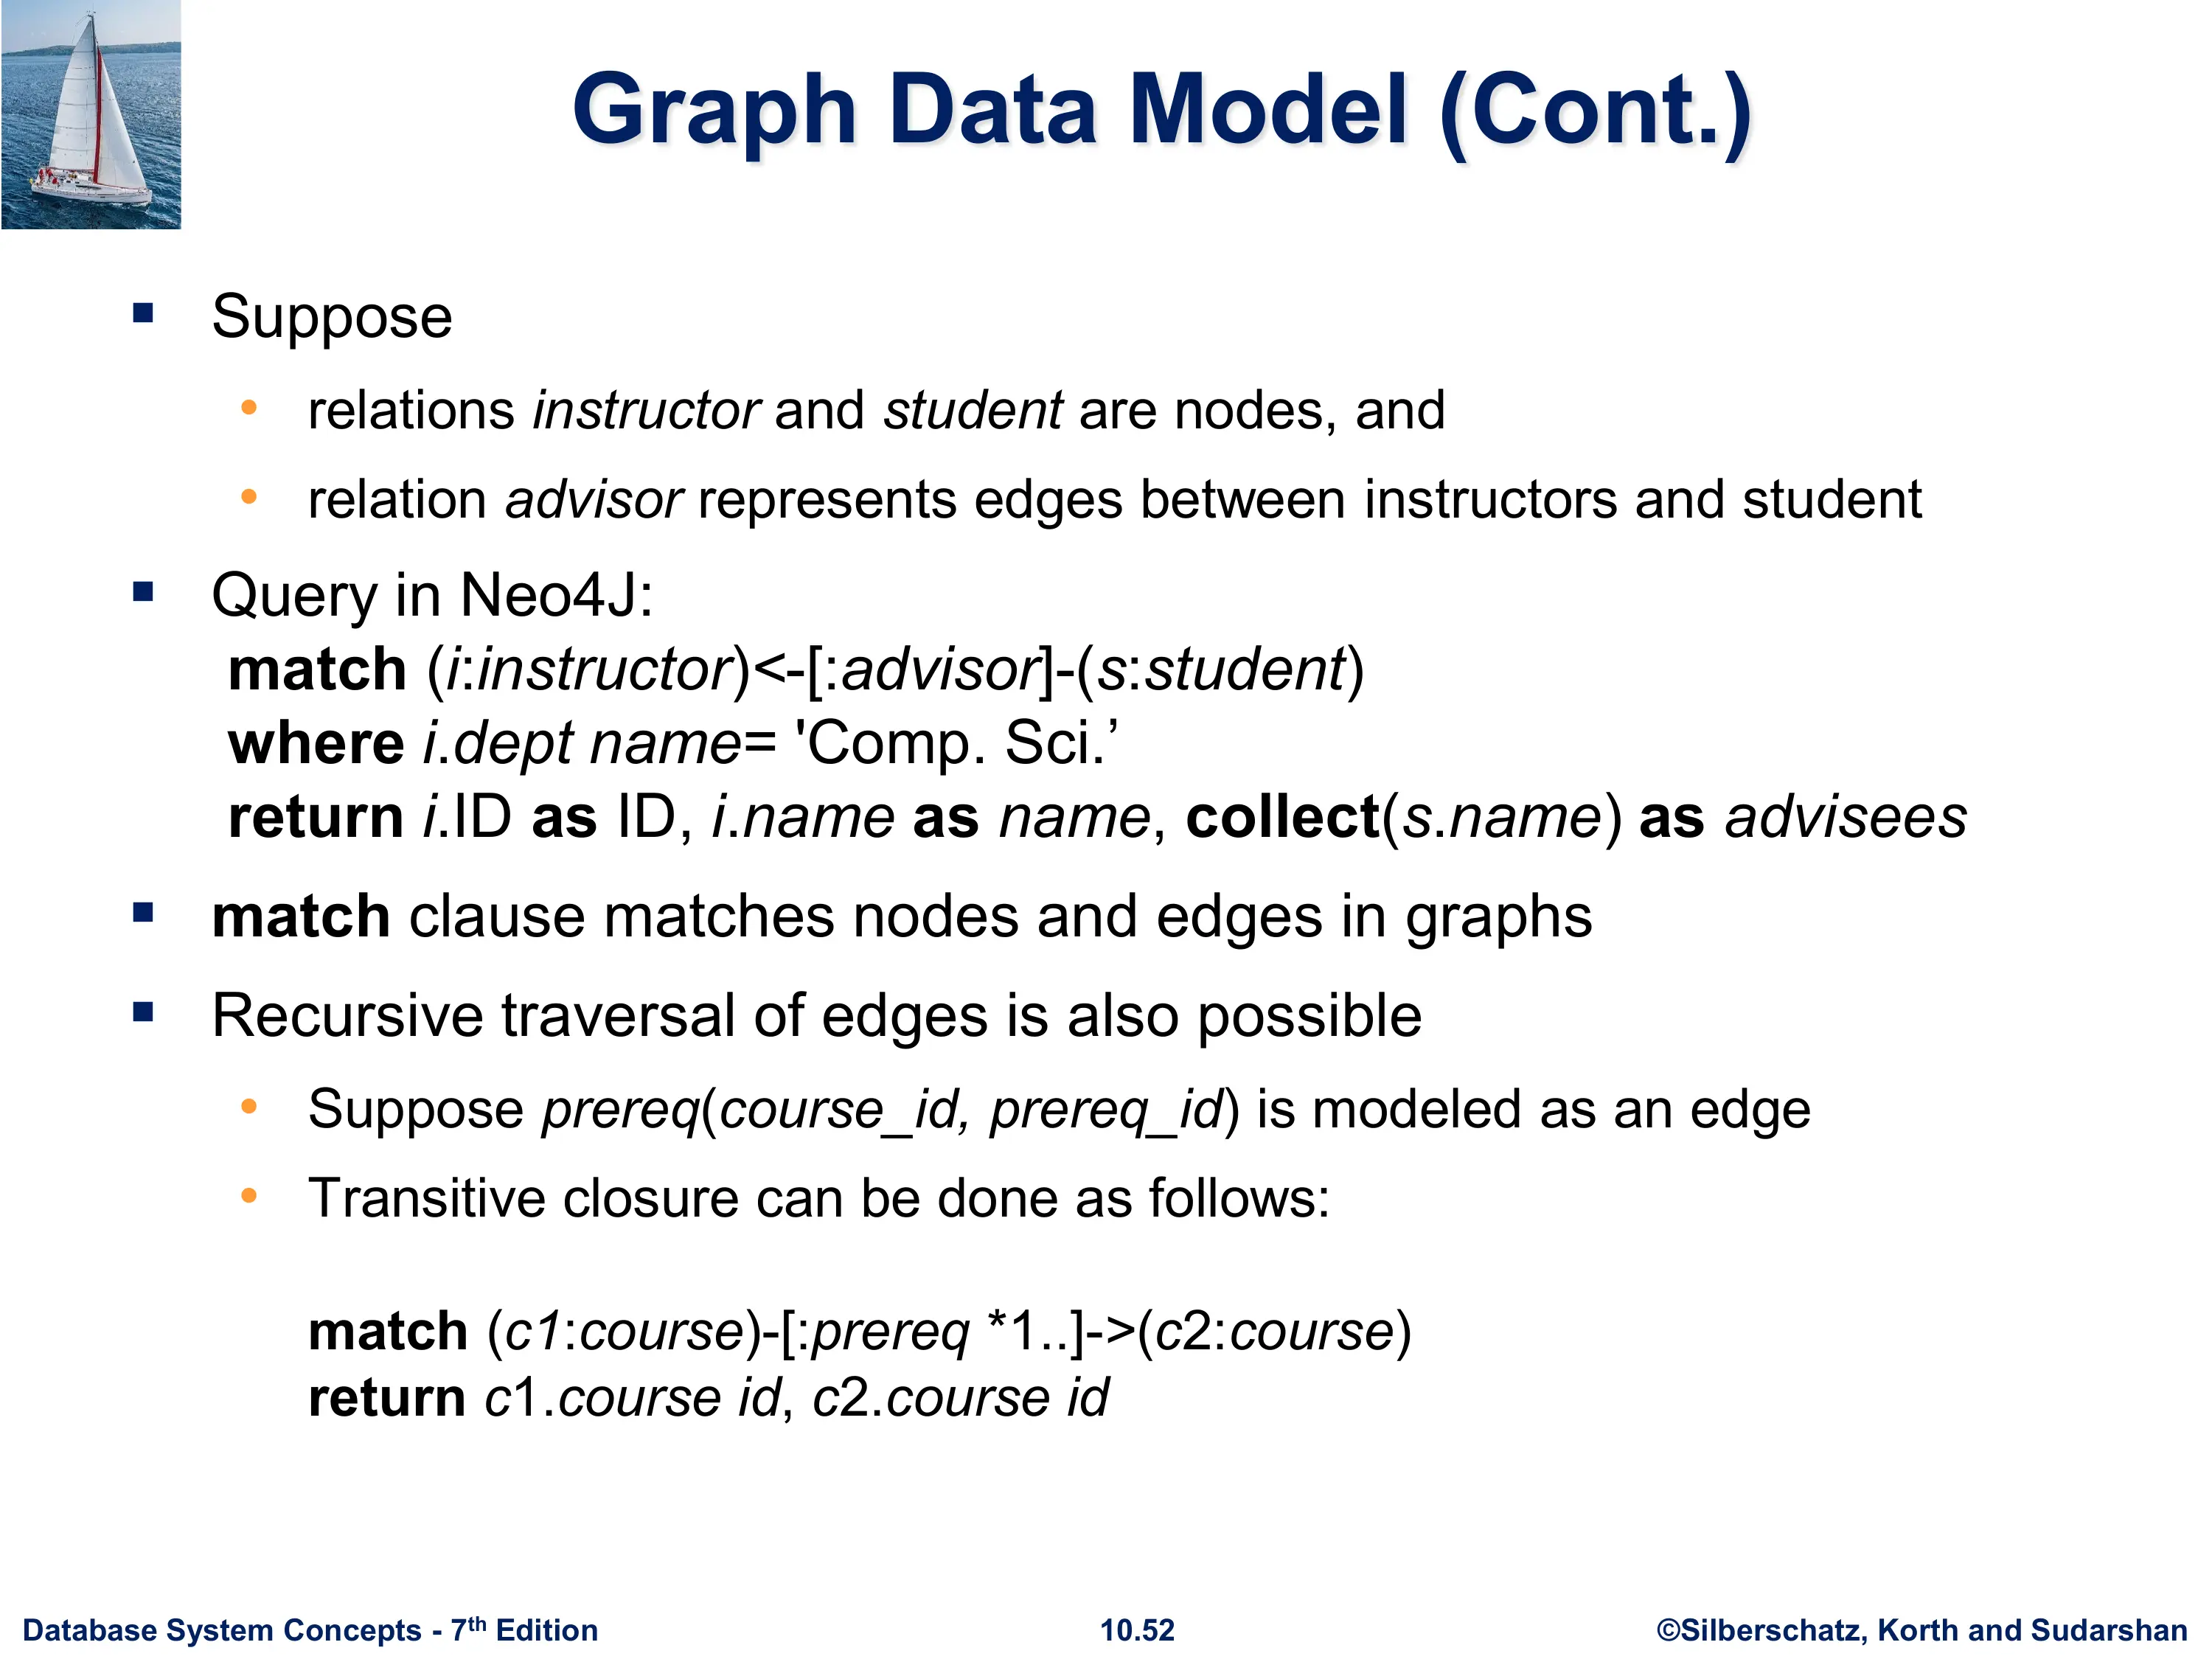 Graph Data Model (Cont.)
▪ Suppose
• relations instructor and student are nodes, and
• relation advisor represents edges between instructors and student
▪ Query in Neo4J:
match (i:instructor)<-[:advisor]-(s:student)
where i.dept name= 'Comp. Sci.’
return i.ID as ID, i.name as name, collect(s.name) as advisees
▪ match clause matches nodes and edges in graphs
▪ Recursive traversal of edges is also possible
• Suppose prereq(course_id, prereq_id) is modeled as an edge
• Transitive closure can be done as follows:
match (c1:course)-[:prereq *1..]->(c2:course)
return c1.course id, c2.course id
Database System Concepts - 7th Edition
10.52
©Silberschatz, Korth and Sudarshan